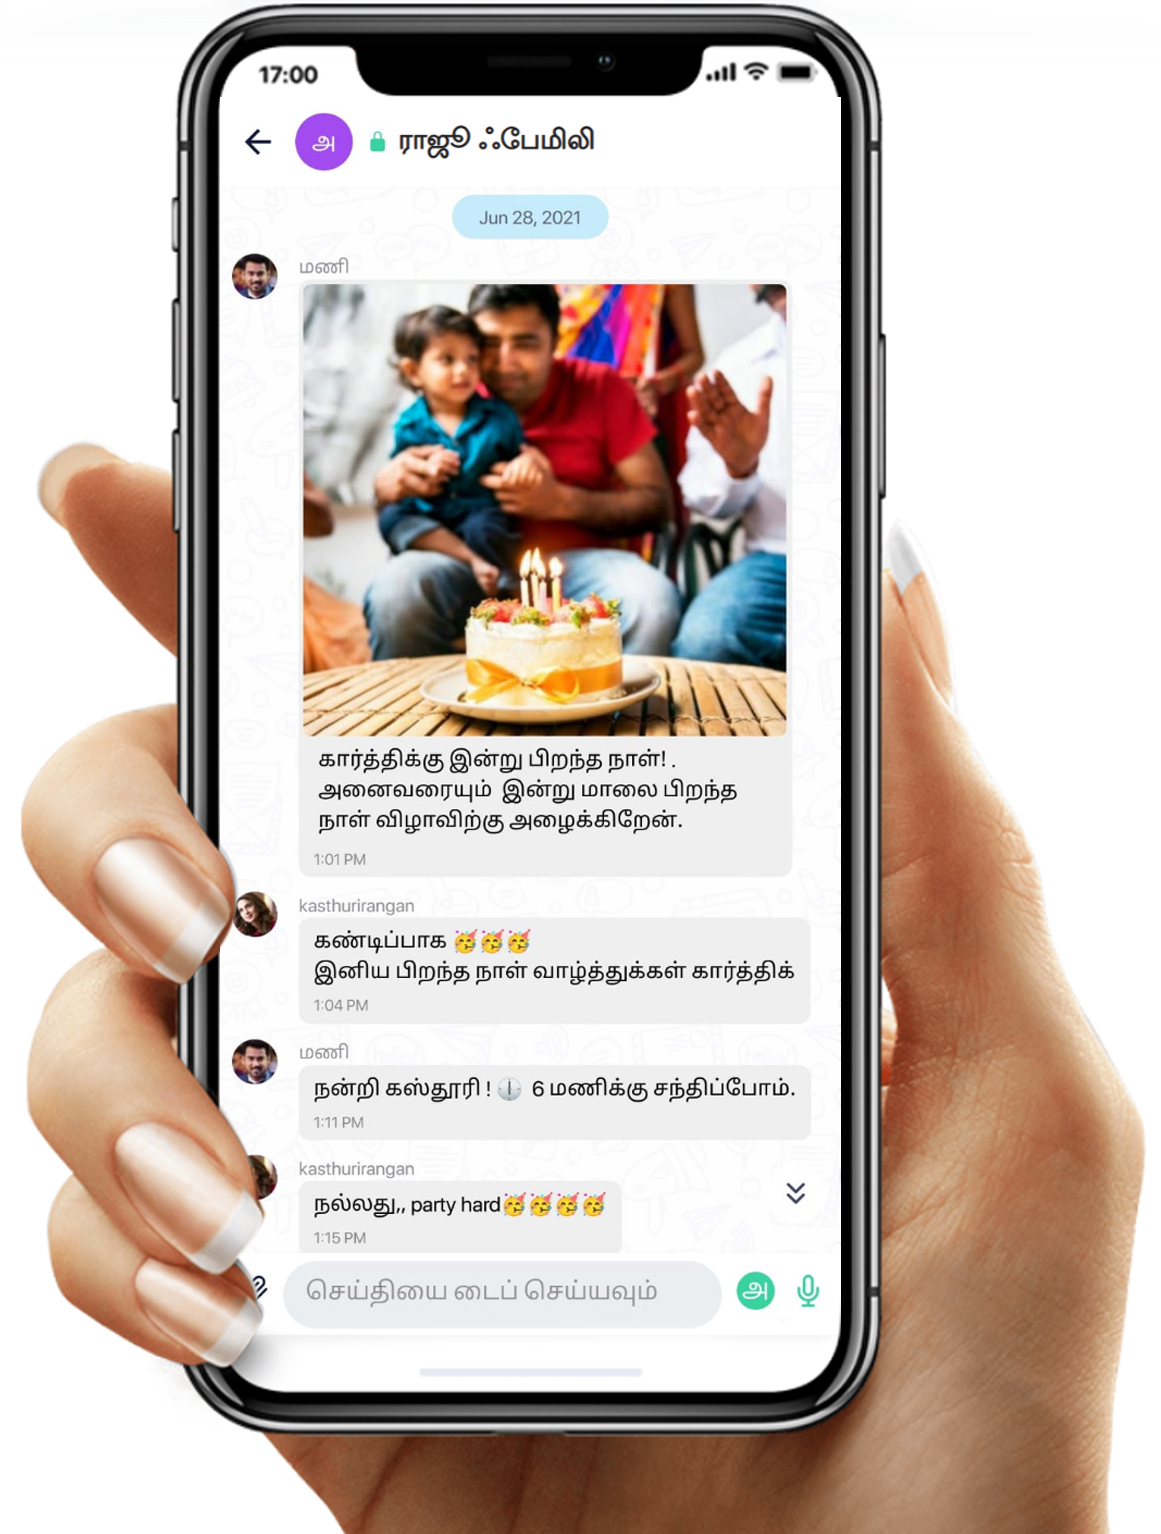 17:00
அ
ராஜூ ஃபேமிலி
Jun 28, 2021
மணி
கார்த்திக்கு இன்று பிறந்த நாள்! .
அனைவரையும் இன்று மாலை பிறந்த
நாள் விழாவிற்கு அழைக்கிறேன்.
1:01 PM
kasthurirangan
கண்டிப்பாக 🥳🥳🥳
இனிய பிறந்த நாள் வாழ்த்துக்கள் கார்த்திக்
1:04 PM
மணி
நன்றி கஸ்தூரி ! 🕕 6 மணிக்கு சந்திப்போம்.
1:11 PM
kasthurirangan
நல்லது,, party hard🥳🥳🥳🥳
1:15 PM
செய்தியை டைப் செய்யவும்
அ